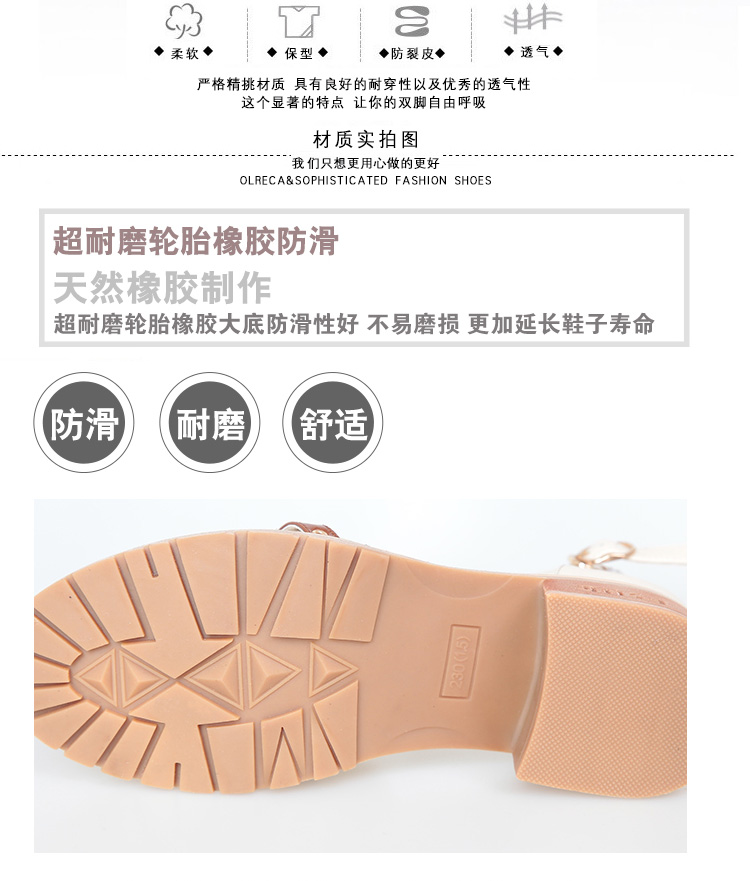 ◆ 柔软 ◆ ◆ 保型 ◆ ◆防裂皮◆ ◆ 透气 ◆
严格精挑材质 具有良好的耐穿性以及优秀的透气性
这个显著的特点 让你的双脚自由呼吸
材质实拍图
我们只想更用心做的更好
OLRECA&SOPHISTICATED FASHION SHOES
超耐磨轮胎橡胶防滑
天然橡胶制作
超耐磨轮胎橡胶大底防滑性好 不易磨损 更加延长鞋子寿命
防滑 耐磨 舒适
230(1.5)